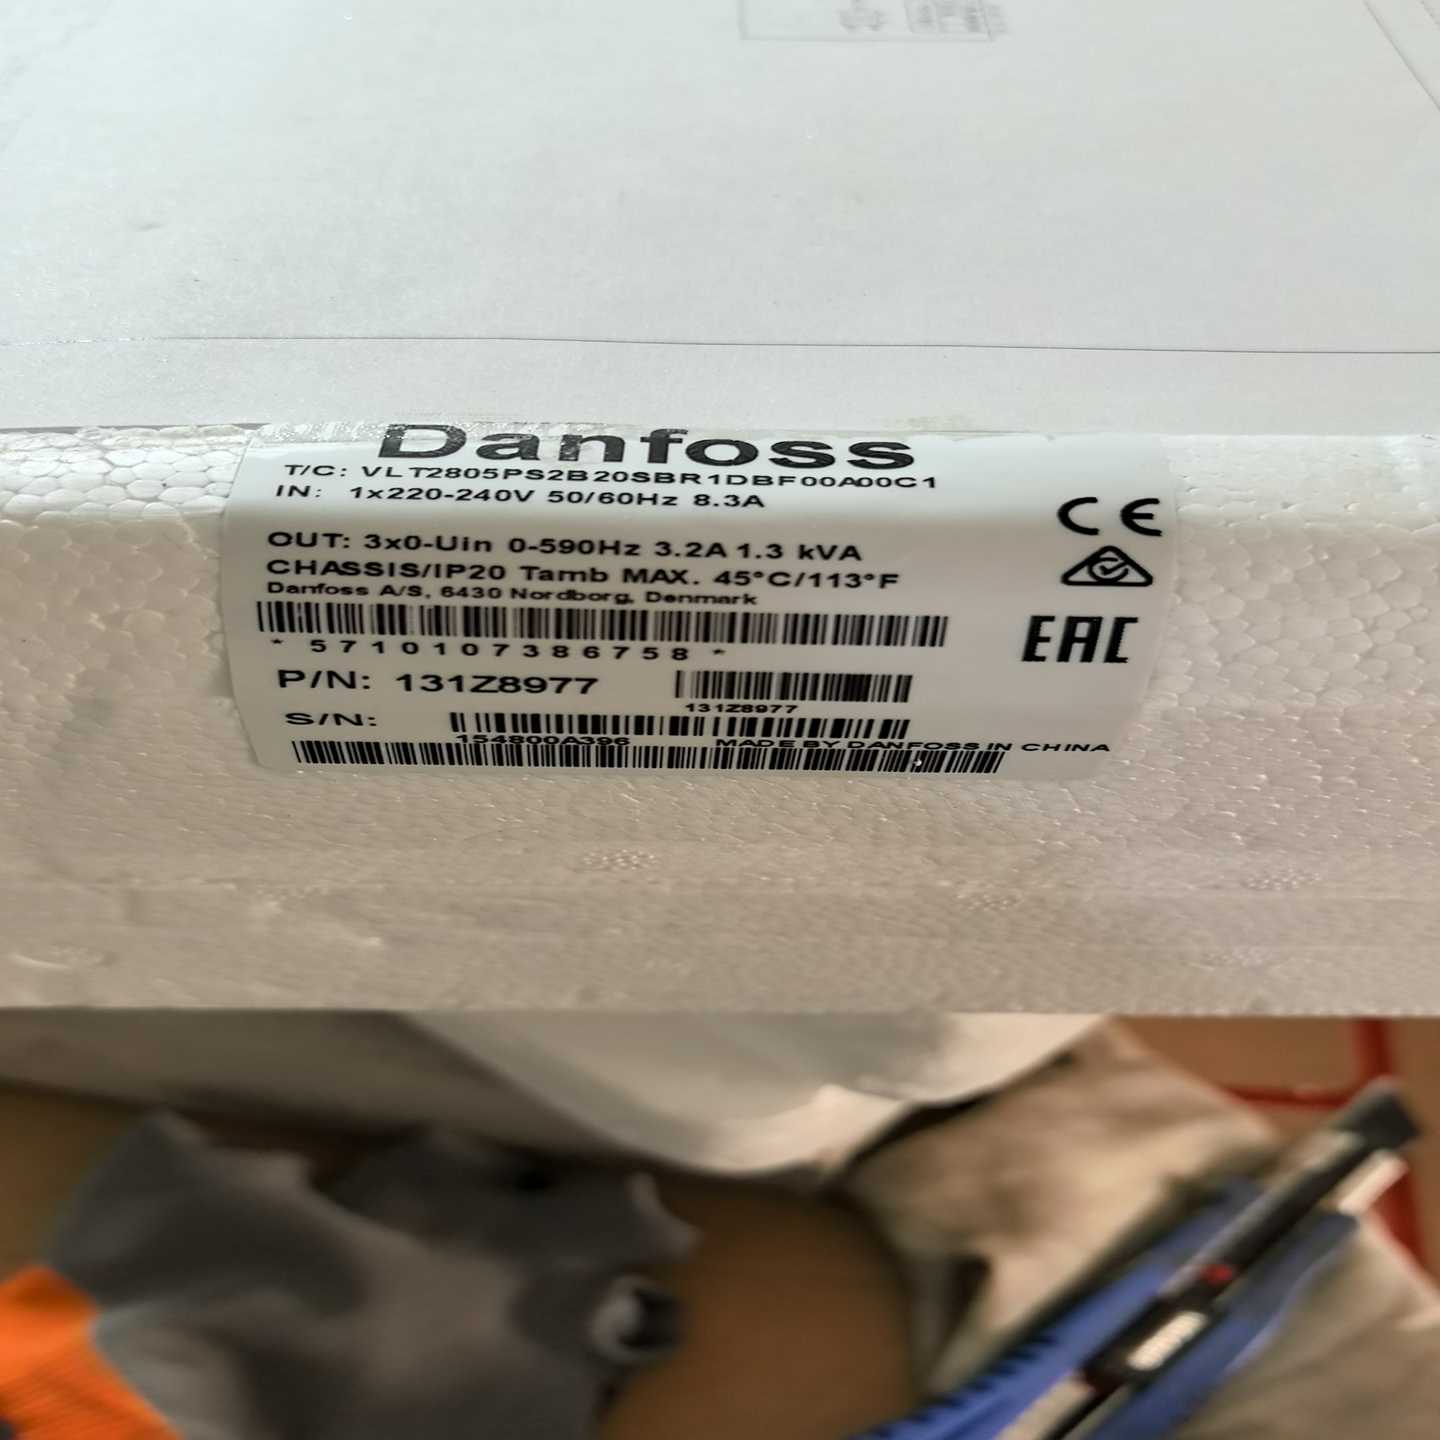 Danfoss
T/C: VLT2805PS2B20SBR1DBF00A00C1
IN: 1x220-240V 50/60Hz 8.3A
OUT: 3x0-Uin 0-590Hz 3.2A 1.3 kVA
CHASSIS/IP20 Tamb MAX. 45°C/113°F
Danfoss A/S, 6430 Nordborg, Denmark
* 5710107386758 *
P/N: 131Z8977
131Z8977
S/N:
154800A396 MADE BY DANFOSS IN CHINA
CE
EAC